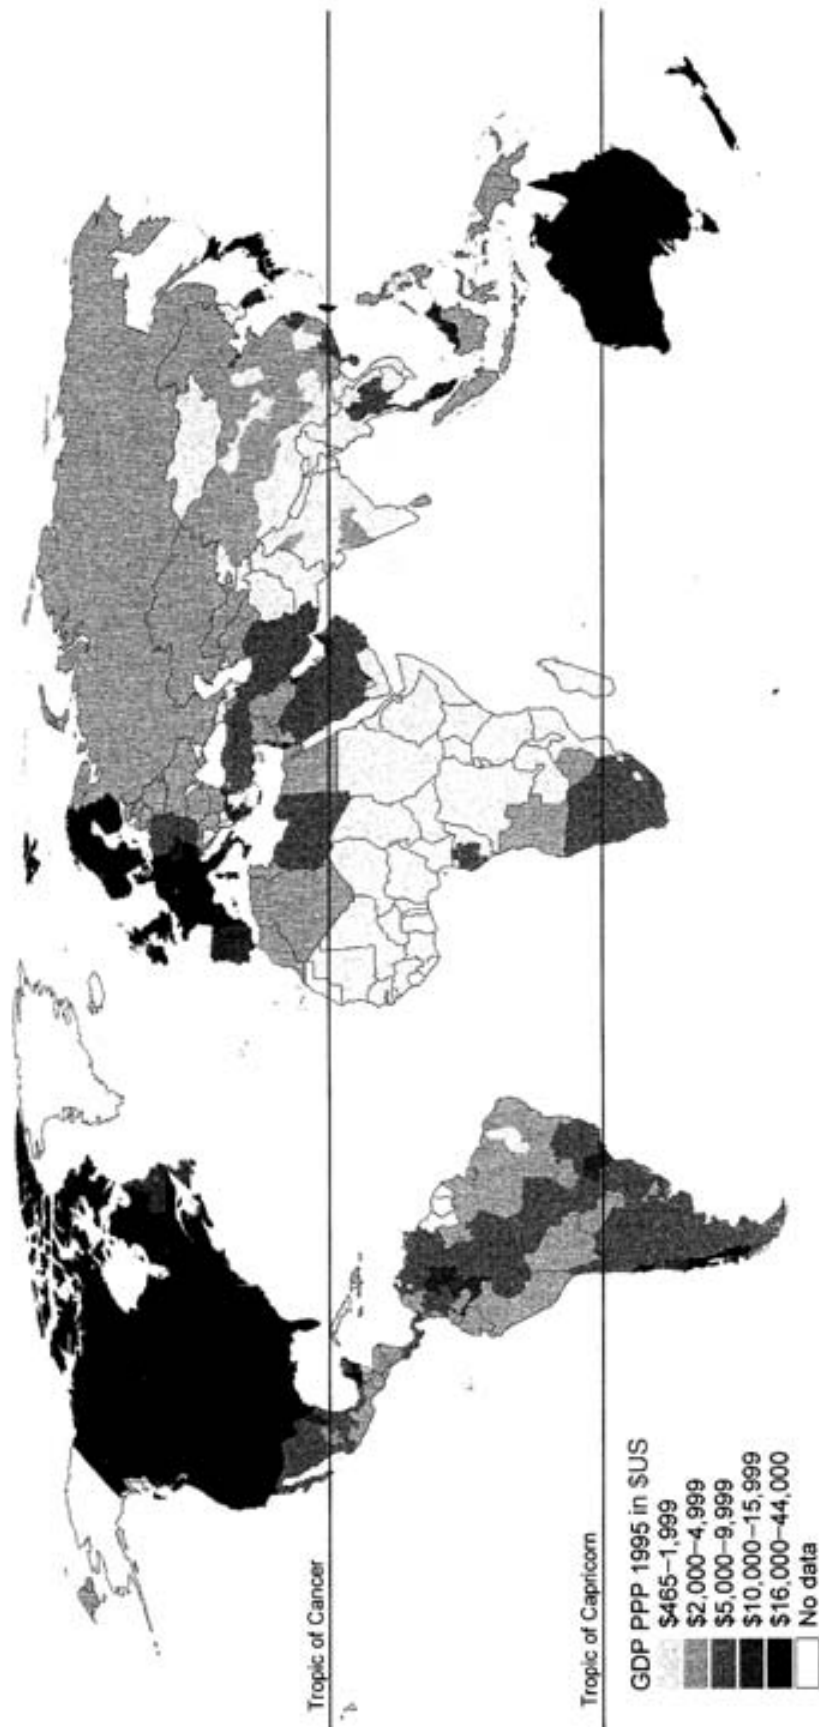 Tropic of Cancer
Tropic of Capricorn
GDP PPP 1995 in $US
$465–1,999
$2,000–4,999
$5,000–9,999
$10,000–15,999
$16,000–44,000
No data